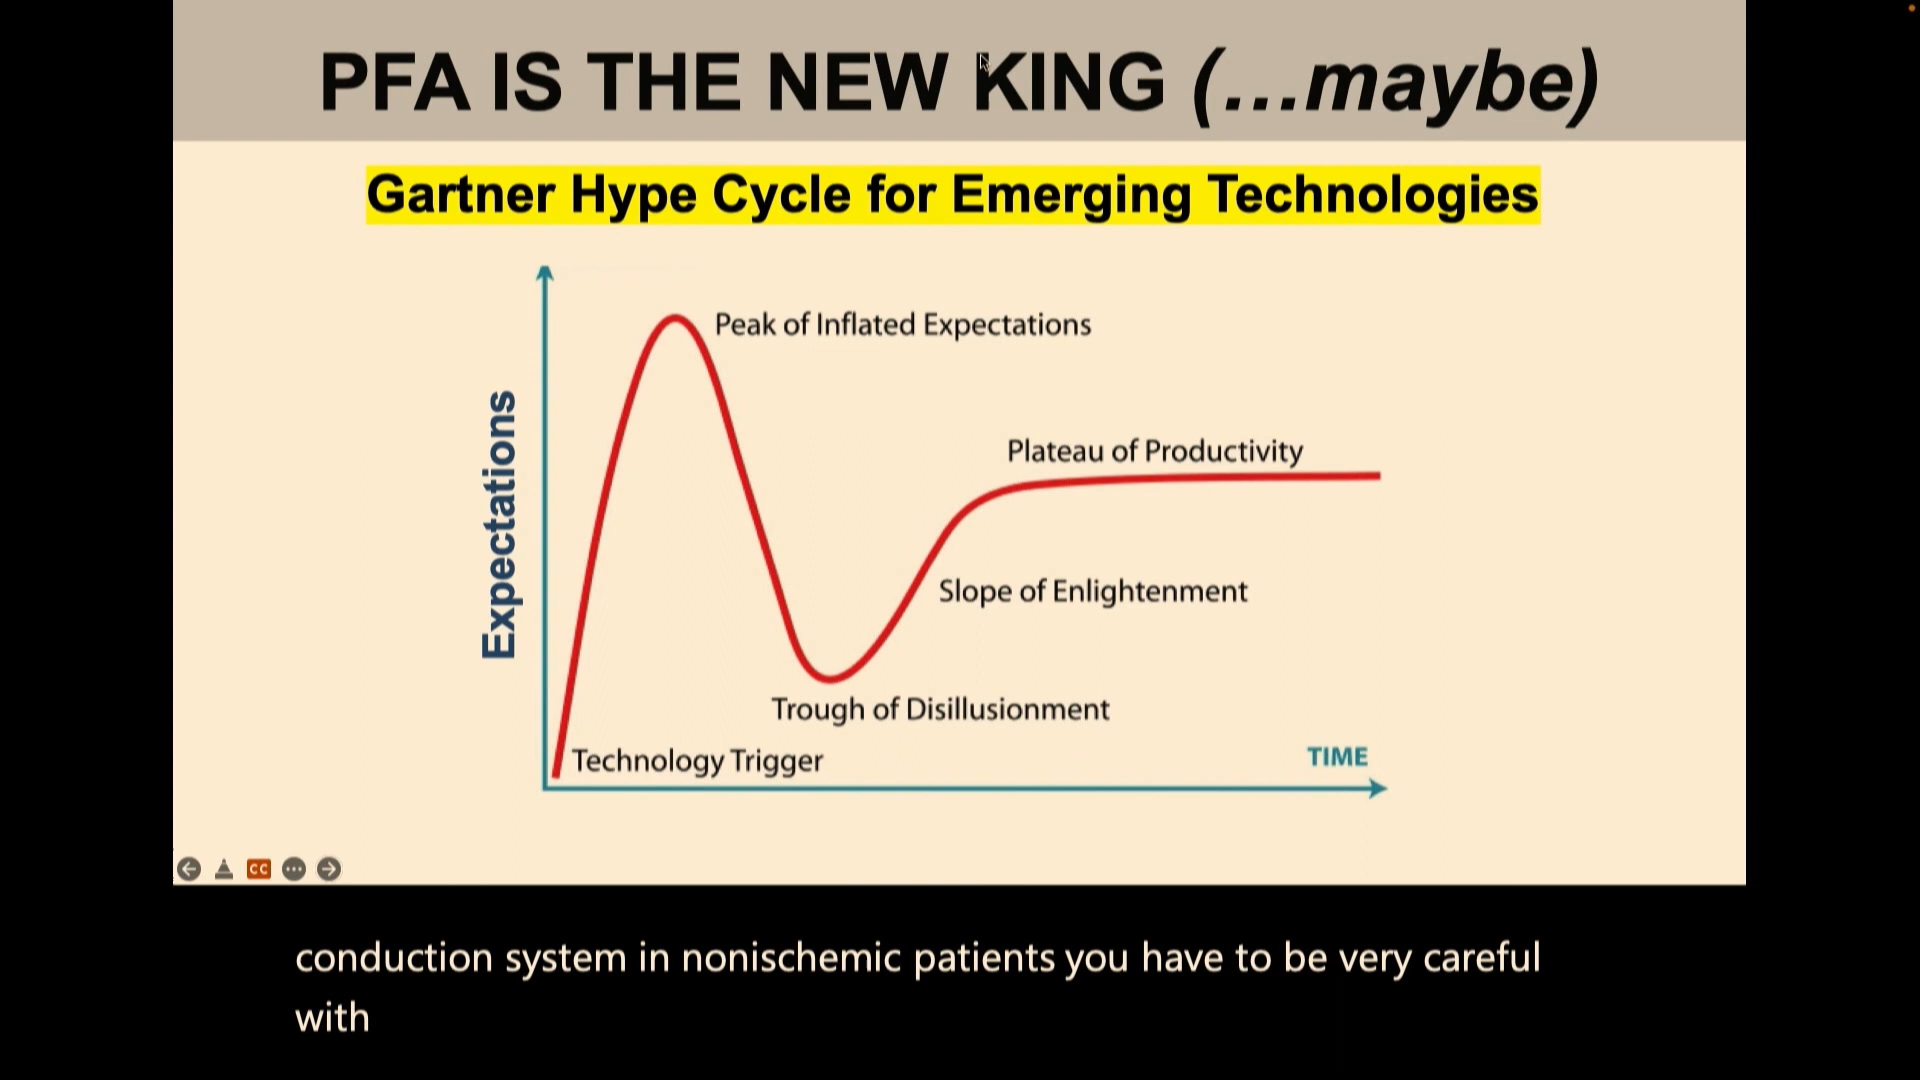 PFA IS THE NEW KING (...maybe)
Gartner Hype Cycle for Emerging Technologies
Peak of Inflated Expectations
Expectations
Plateau of Productivity
Slope of Enlightenment
Trough of Disillusionment
Technology Trigger
TIME
CC
conduction system in nonischemic patients you have to be very careful
with